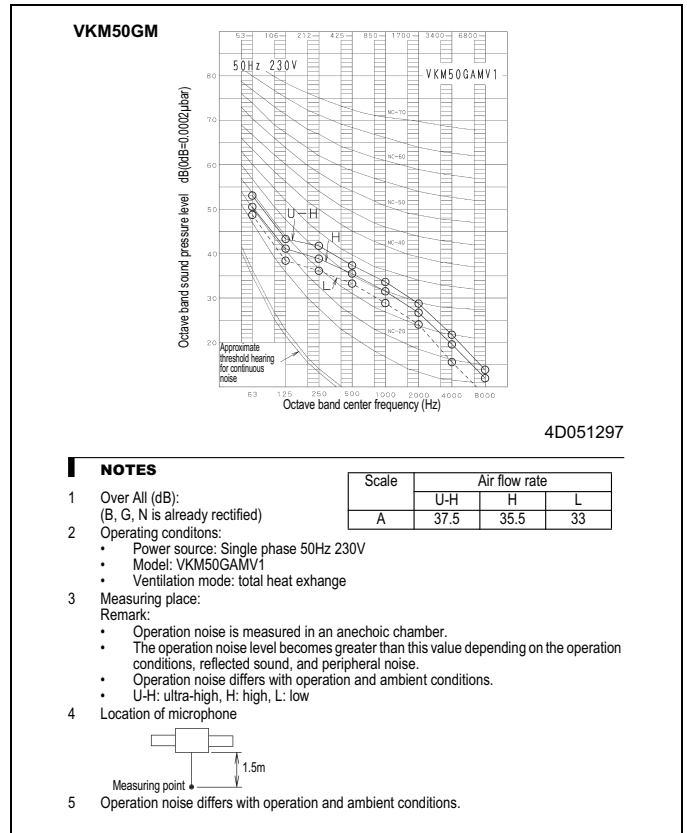 VKM50GM
53 106 212 425 850 1700 3400 6800
50Hz 230V
VKM50GAMV1
80
70
60
50
40
30
20
NC-70
NC-60
NC-50
NC-40
NC-20
U-H
H
L
Octave band sound pressure level dB(0dB=0.0002µbar)
Approximate
threshold hearing
for continuous
noise
63 125 250 500 1000 2000 4000 8000
Octave band center frequency (Hz)
4D051297
NOTES
1 Over All (dB):
(B, G, N is already rectified)
Scale Air flow rate
U-H H L
A 37.5 35.5 33
2 Operating conditons:
• Power source: Single phase 50Hz 230V
• Model: VKM50GAMV1
• Ventilation mode: total heat exhange
3 Measuring place:
Remark:
• Operation noise is measured in an anechoic chamber.
• The operation noise level becomes greater than this value depending on the operation
conditions, reflected sound, and peripheral noise.
• Operation noise differs with operation and ambient conditions.
• U-H: ultra-high, H: high, L: low
4 Location of microphone
1.5m
Measuring point
5 Operation noise differs with operation and ambient conditions.